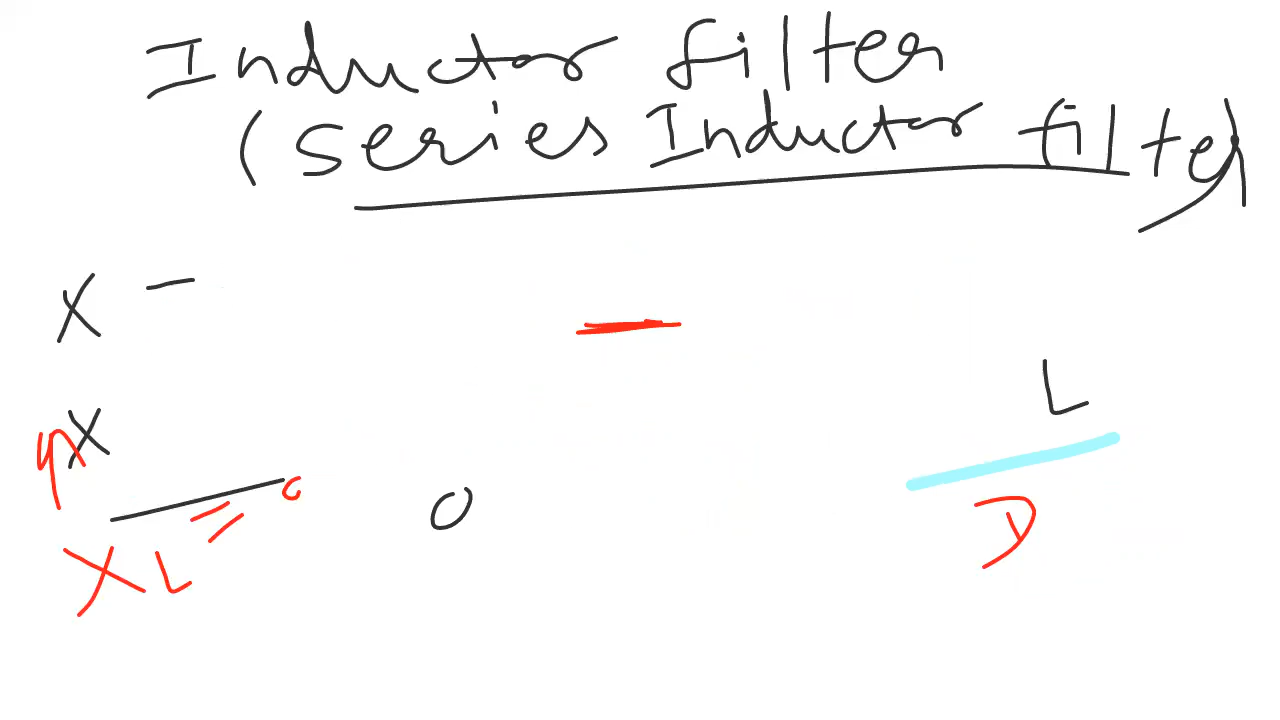 Inductor filter
(series Inductor filter)
X -
X
L
O
D
XL